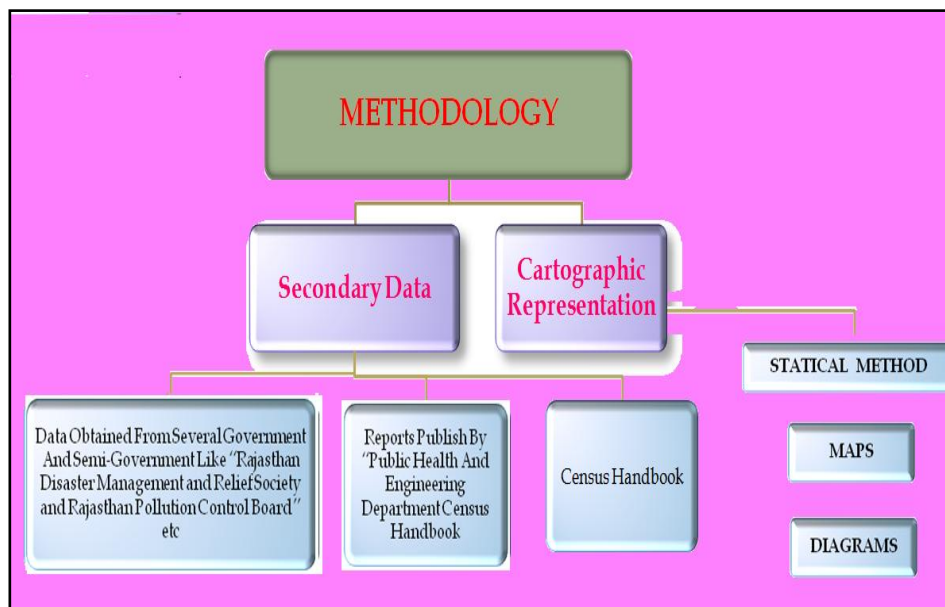 METHODOLOGY
Secondary Data
Cartographic
Representation
STATICAL METHOD
MAPS
DIAGRAMS
Data Obtained From Several Government
And Semi-Government Like “Rajasthan
Disaster Management and Relief Society
and Rajasthan Pollution Control Board”
etc
Reports Publish By
“Public Health And
Engineering
Department Census
Handbook
Census Handbook